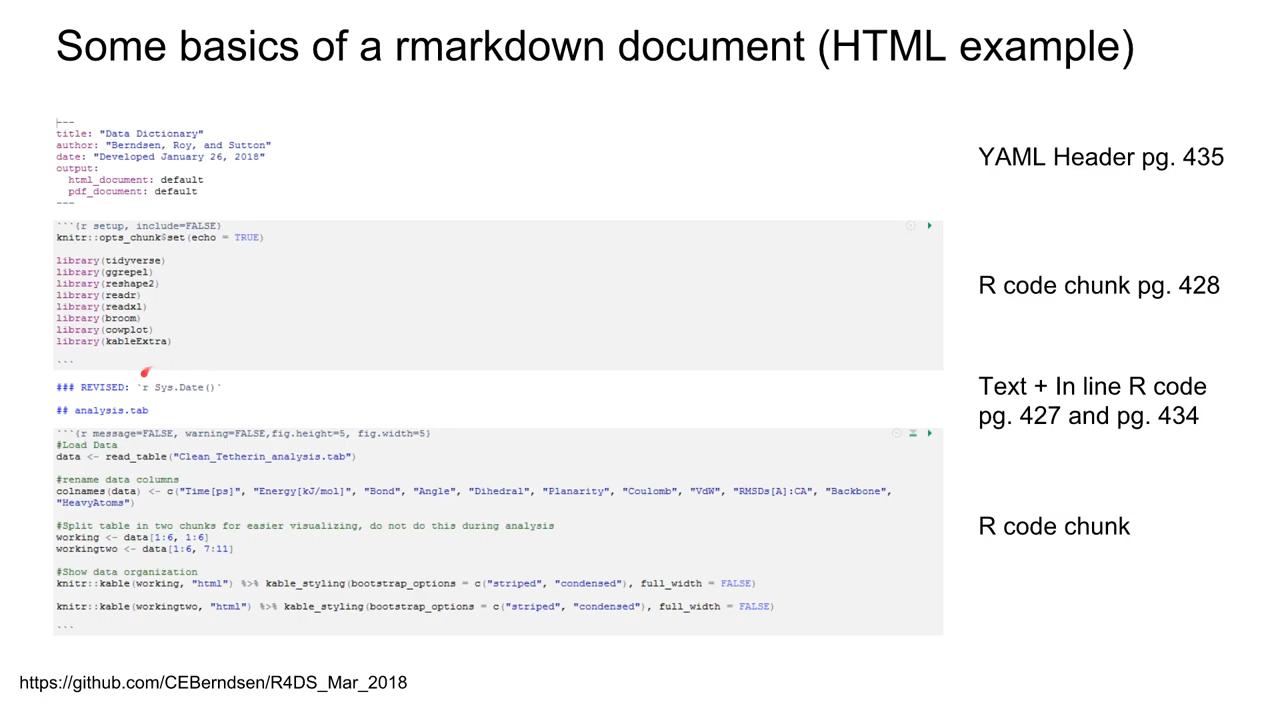 Some basics of a rmarkdown document (HTML example)
---
title: "Data Dictionary"
author: "Berndsen, Roy, and Sutton"
date: "Developed January 26, 2018"
output:
  html_document: default
  pdf_document: default
---
YAML Header pg. 435
```{r setup, include=FALSE}
knitr::opts_chunk$set(echo = TRUE)
library(tidyverse)
library(ggrepel)
library(reshape2)
library(readr)
library(readxl)
library(broom)
library(cowplot)
library(kableExtra)
```
R code chunk pg. 428
### REVISED: `r Sys.Date()`
## analysis.tab
Text + In line R code
pg. 427 and pg. 434
```{r message=FALSE, warning=FALSE,fig.height=5, fig.width=5}
#Load Data
data <- read_table("Clean_Tetherin_analysis.tab")
#rename data columns
colnames(data) <- c("Time[ps]", "Energy[kJ/mol]", "Bond", "Angle", "Dihedral", "Planarity", "Coulomb", "VdW", "RMSDs[A]:CA", "Backbone",
"HeavyAtoms")
#Split table in two chunks for easier visualizing, do not do this during analysis
working <- data[1:6, 1:6]
workingtwo <- data[1:6, 7:11]
#Show data organization
knitr::kable(working, "html") %>% kable_styling(bootstrap_options = c("striped", "condensed"), full_width = FALSE)
knitr::kable(workingtwo, "html") %>% kable_styling(bootstrap_options = c("striped", "condensed"), full_width = FALSE)
```
R code chunk
https://github.com/CEBerndsen/R4DS_Mar_2018